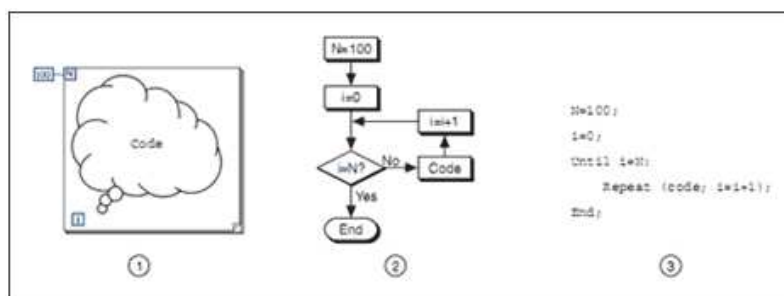 100
N
Code
i
1
N=100
i=0
i=i+1
i=N?
No
Code
Yes
End
2
N=100;
i=0;
Until i=N:
Repeat (code; i=i+1);
End;
3